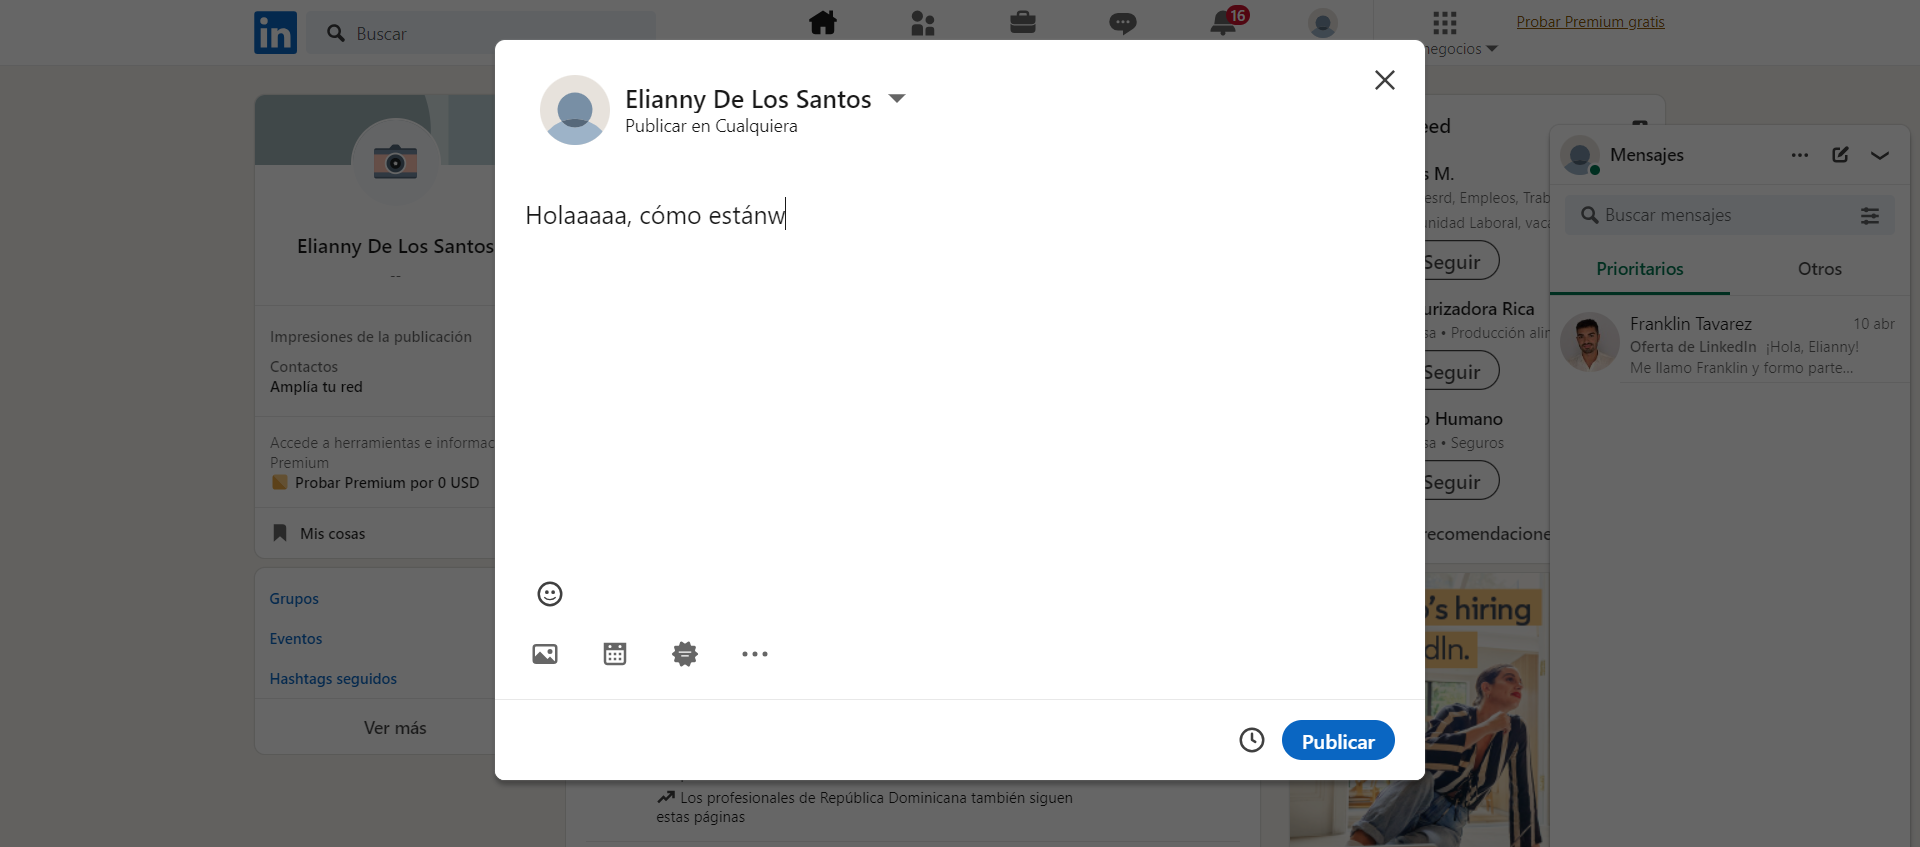 in
Buscar
16
negocios
Probar Premium gratis
Elianny De Los Santos
--
Impresiones de la publicación
Contactos
Amplía tu red
Accede a herramientas e informac
Premium
Probar Premium por 0 USD
Mis cosas
Grupos
Eventos
Hashtags seguidos
Ver más
Elianny De Los Santos
Publicar en Cualquiera
Holaaaaa, cómo estánw
Publicar
Los profesionales de República Dominicana también siguen
estas páginas
eed
s M.
esrd, Empleos, Trab
unidad Laboral, vaca
Seguir
urizadora Rica
sa • Producción alin
Seguir
o Humano
sa • Seguros
Seguir
recomendacione
o's hiring
dIn.
Mensajes
Buscar mensajes
Prioritarios
Otros
Franklin Tavarez
10 abr
Oferta de LinkedIn ¡Hola, Elianny!
Me llamo Franklin y formo parte...